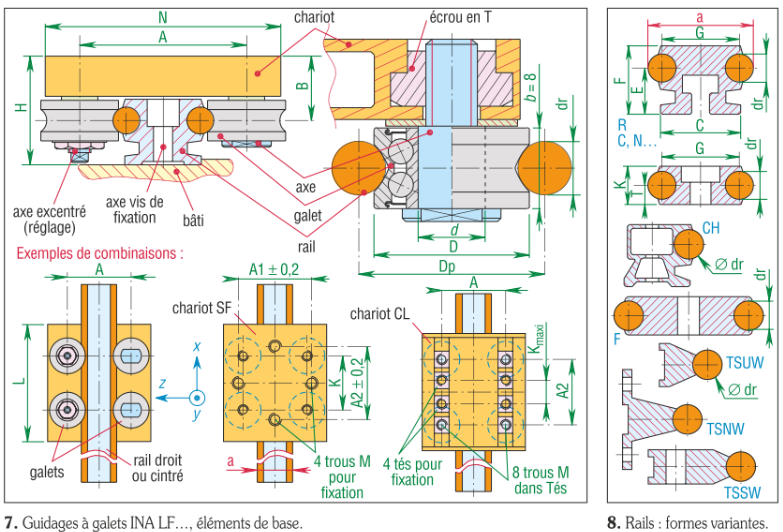 N
chariot
écrou en T
A
H
B
b = 8
dr
axe
galet
rail
axe excentré
(réglage)
axe vis de
fixation
bâti
d
D
Dp
Exemples de combinaisons :
A
L
galets
rail droit
ou cintré
x
z
y
A1 ± 0,2
chariot SF
K
A2 ± 0,2
a
4 trous M
pour
fixation
A
chariot CL
Kmaxi
A2
4 tés pour
fixation
8 trous M
dans Tés
a
G
F
E
dr
R
C, N...
C
G
K
T
dr
CH
Ø dr
dr
F
TSUW
Ø dr
TSNW
TSSW
7. Guidages à galets INA LF..., éléments de base.
8. Rails : formes variantes.